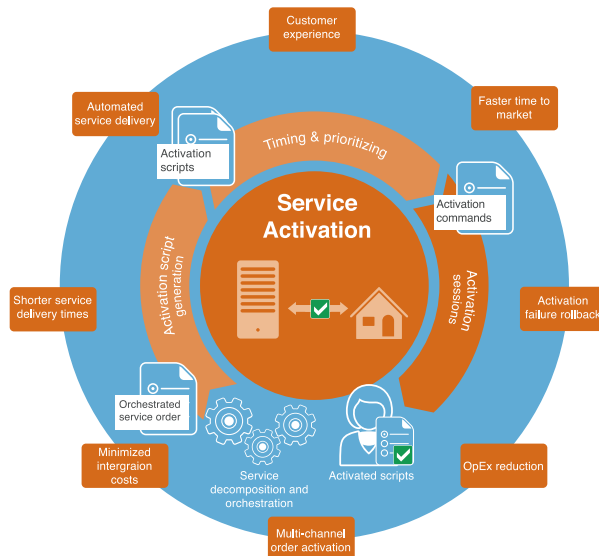 Customer
experience
Automated
service delivery
Faster time to
market
Timing & prioritizing
Activation
scripts
Activation
commands
Service
Activation
Activation script
generation
Activation
sessions
Shorter service
delivery times
Activation
failure rollback
Orchestrated
service order
Minimized
intergraion
costs
Service
decomposition and
orchestration
Activated scripts
OpEx reduction
Multi-channel
order activation